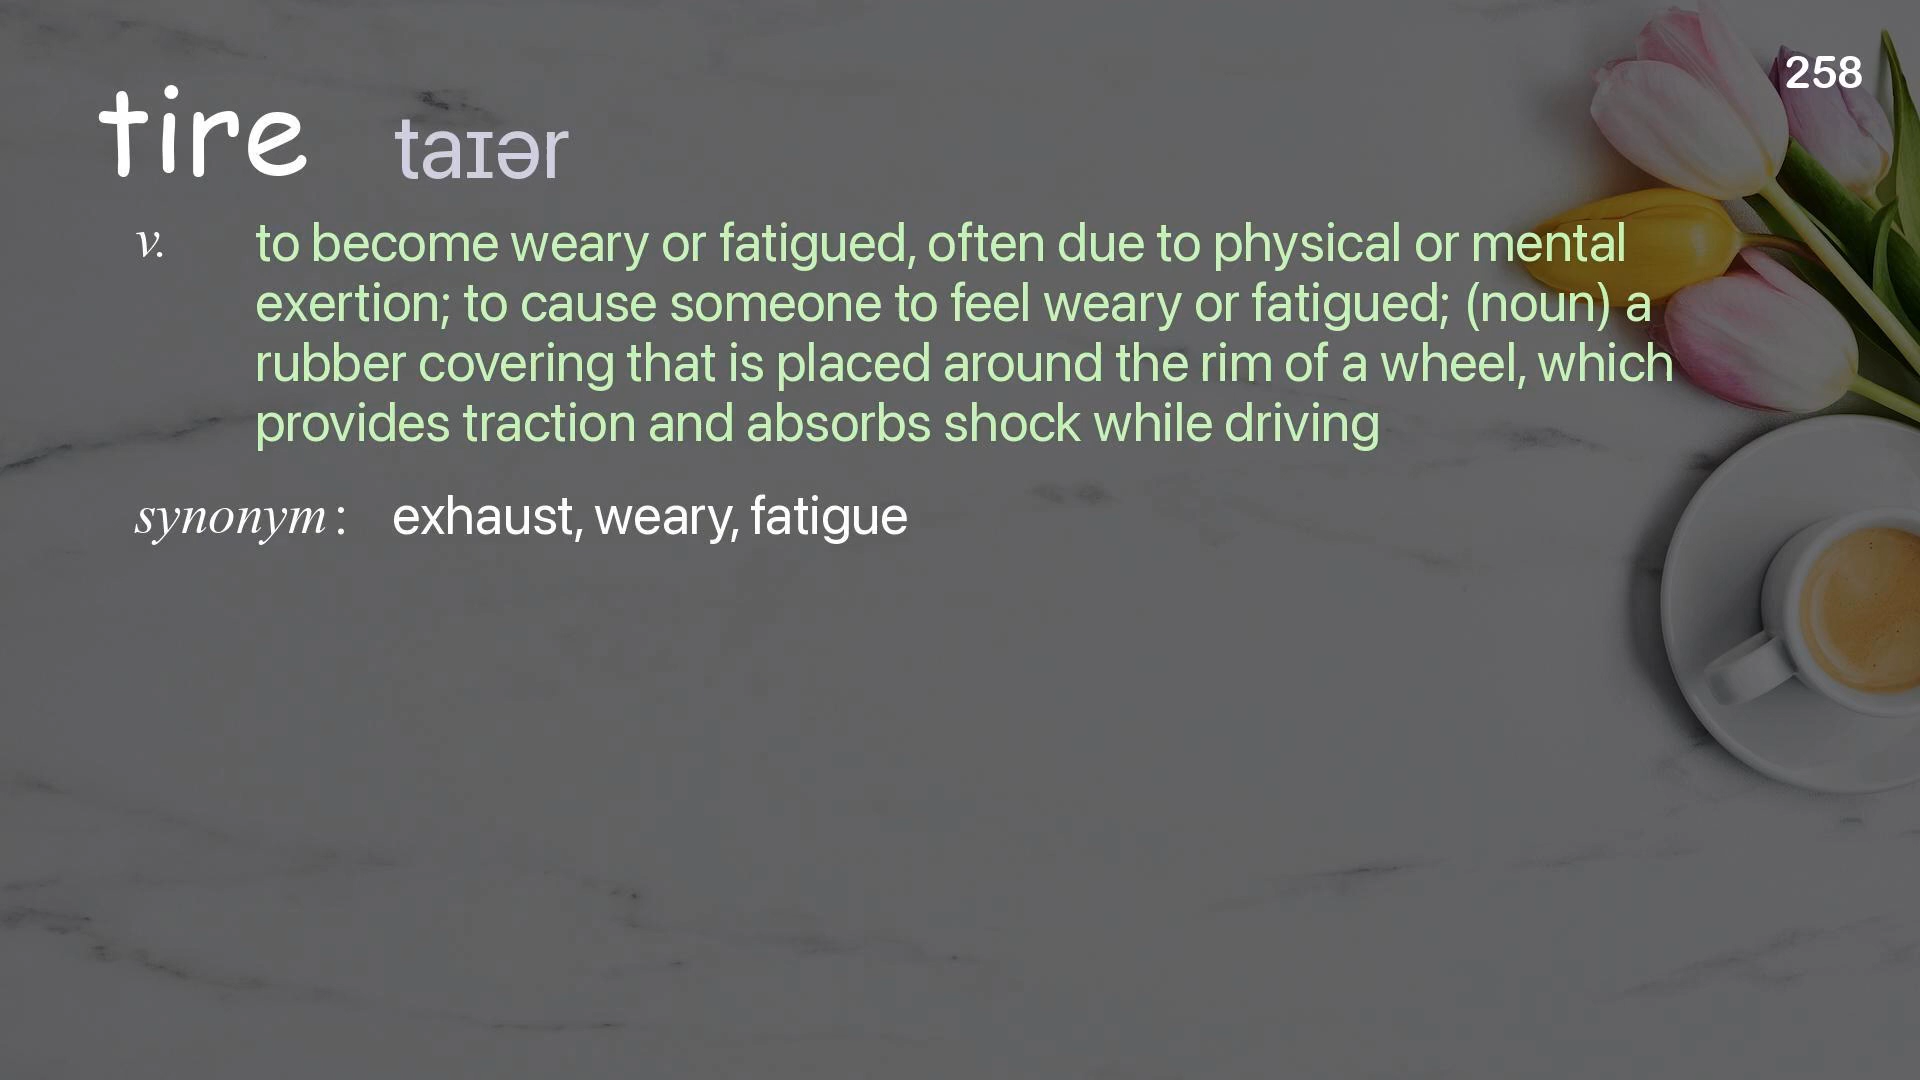 258
tire taɪər
v. to become weary or fatigued, often due to physical or mental
exertion; to cause someone to feel weary or fatigued; (noun) a
rubber covering that is placed around the rim of a wheel, which
provides traction and absorbs shock while driving
synonym : exhaust, weary, fatigue